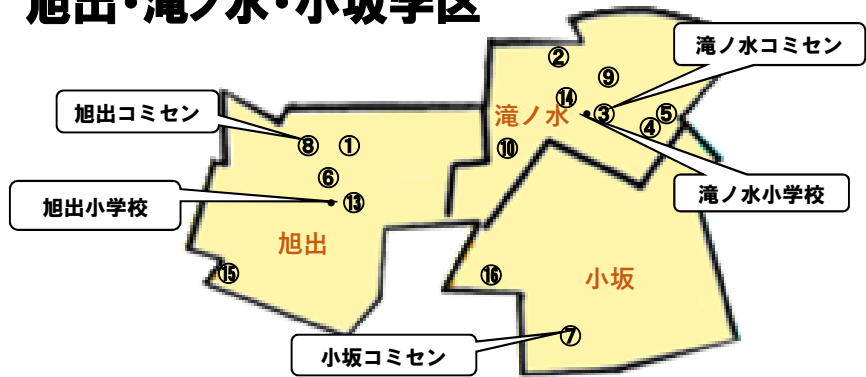 旭出・滝ノ水・小坂学区
滝ノ水コミセン
②
⑨
旭出コミセン
⑭
滝ノ水
③
⑤
④
⑧
①
⑩
⑥
旭出小学校
⑬
滝ノ水小学校
旭出
⑮
⑯
小坂
⑦
小坂コミセン